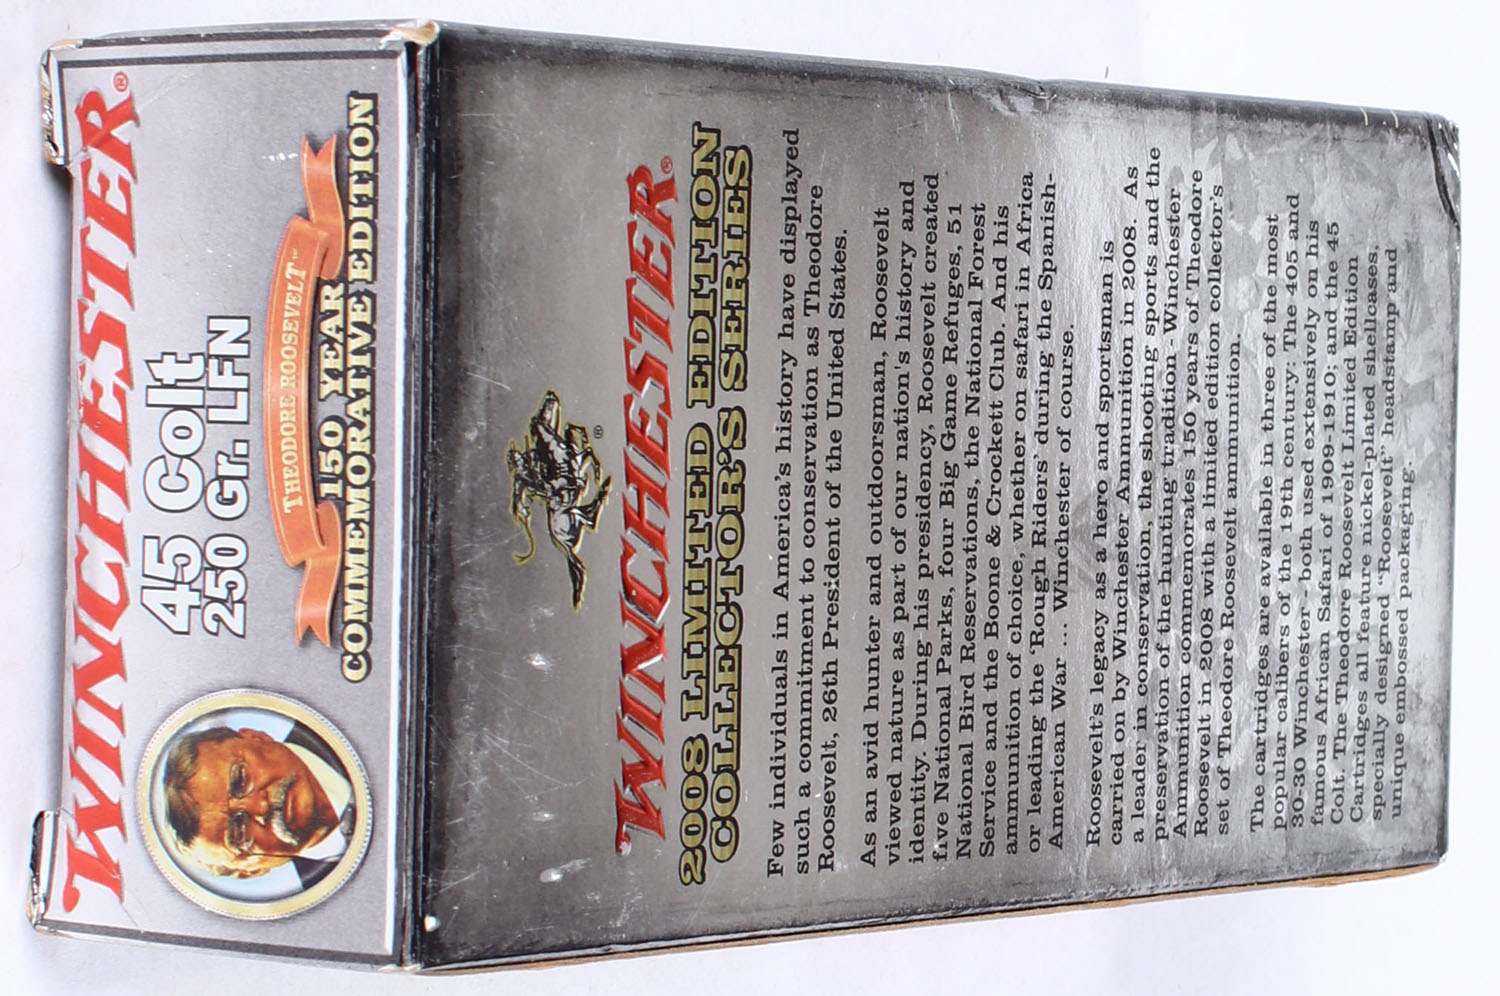 WINCHESTER®
45 Colt
250 Gr. LFN
THEODORE ROOSEVELT™
150 YEAR
COMMEMORATIVE EDITION
®
WINCHESTER®
2008 LIMITED EDITION
COLLECTOR'S SERIES
Few individuals in America's history have displayed
such a commitment to conservation as Theodore
Roosevelt, 26th President of the United States.
As an avid hunter and outdoorsman, Roosevelt
viewed nature as part of our nation's history and
identity. During his presidency, Roosevelt created
five National Parks, four Big Game Refuges, 51
National Bird Reservations, the National Forest
Service and the Boone & Crockett Club. And his
ammunition of choice, whether on safari in Africa
or leading the 'Rough Riders' during the Spanish-
American War ... Winchester of course.
Roosevelt's legacy as a hero and sportsman is
carried on by Winchester Ammunition in 2008. As
a leader in conservation, the shooting sports and the
preservation of the hunting tradition - Winchester
Ammunition commemorates 150 years of Theodore
Roosevelt in 2008 with a limited edition collector's
set of Theodore Roosevelt ammunition.
The cartridges are available in three of the most
popular calibers of the 19th century: The 405 and
30-30 Winchester - both used extensively on his
famous African Safari of 1909-1910; and the 45
Colt. The Theodore Roosevelt Limited Edition
Cartridges all feature nickel-plated shellcases,
specially designed "Roosevelt" headstamp and
unique embossed packaging.